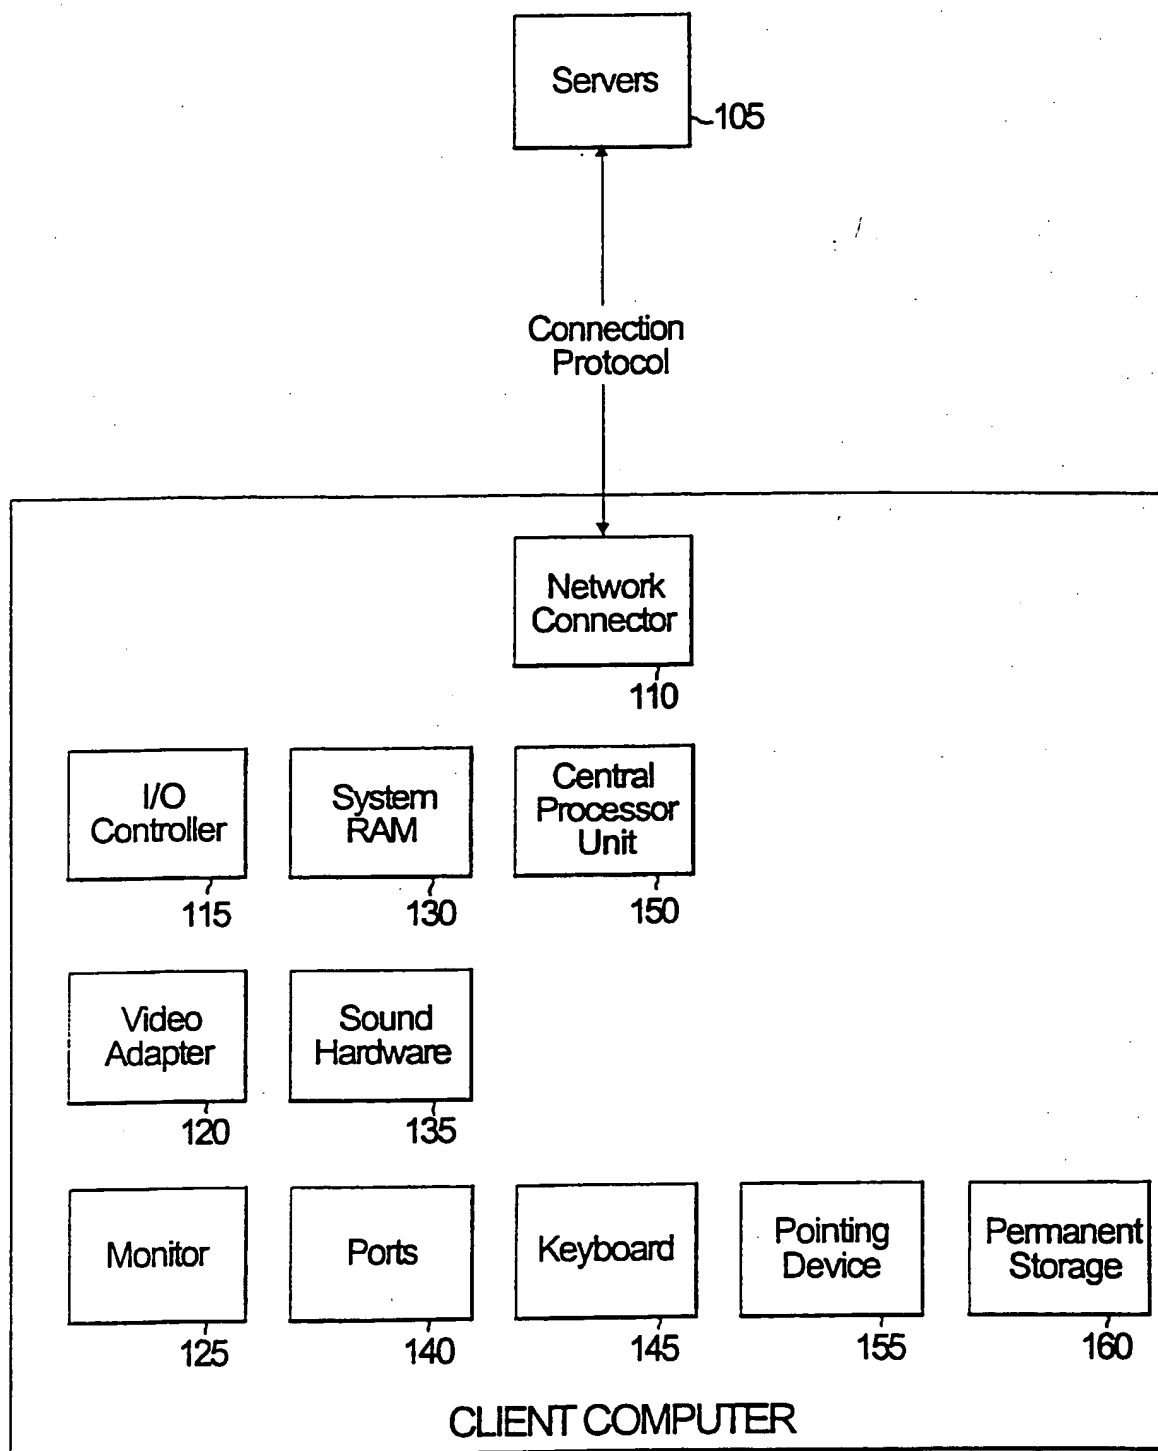 Servers
105
Connection
Protocol
Network
Connector
110
I/O
Controller
115
System
RAM
130
Central
Processor
Unit
150
Video
Adapter
120
Sound
Hardware
135
Monitor
125
Ports
140
Keyboard
145
Pointing
Device
155
Permanent
Storage
160
CLIENT COMPUTER